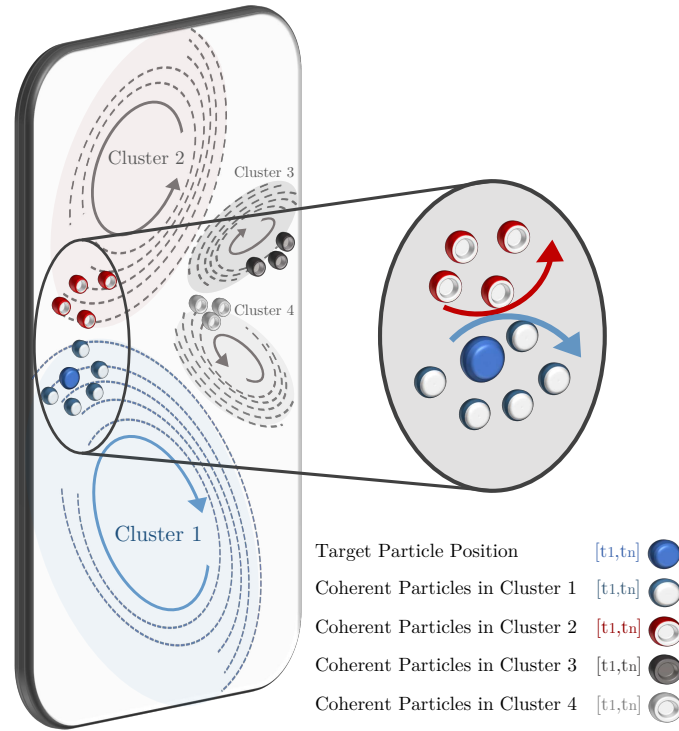 Cluster 2
Cluster 3
Cluster 4
Cluster 1
Target Particle Position [t1,tn]
Coherent Particles in Cluster 1 [t1,tn]
Coherent Particles in Cluster 2 [t1,tn]
Coherent Particles in Cluster 3 [t1,tn]
Coherent Particles in Cluster 4 [t1,tn]